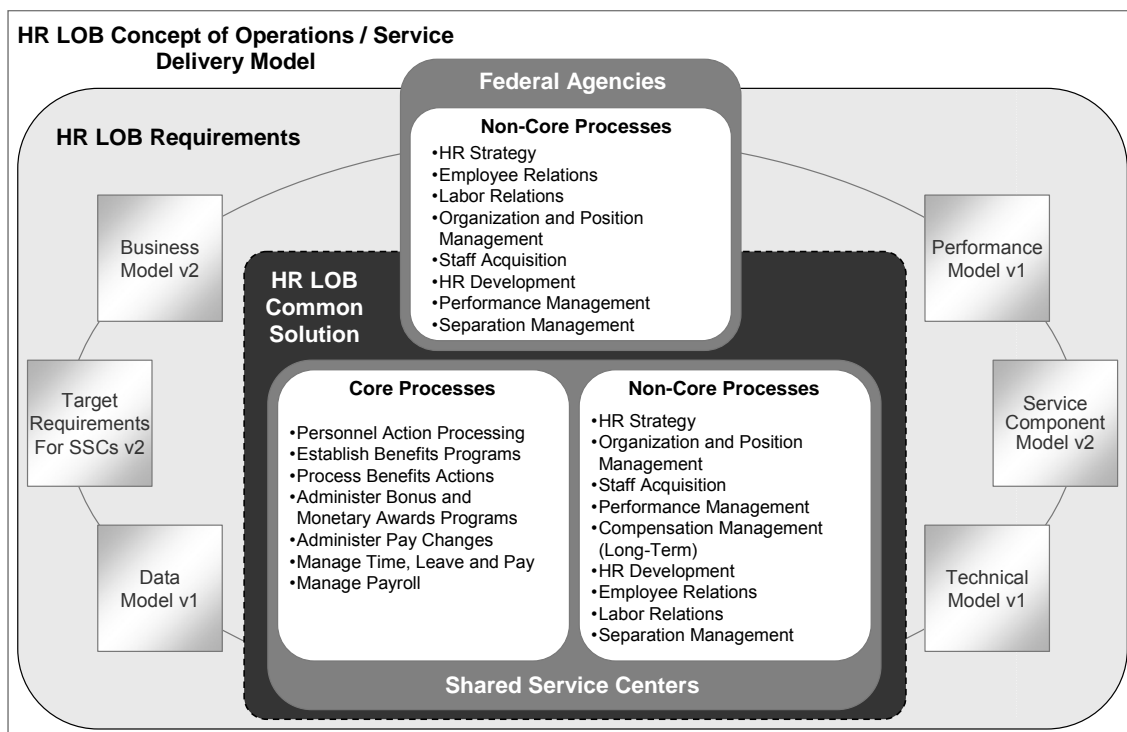 HR LOB Concept of Operations / Service
Delivery Model
Federal Agencies
HR LOB Requirements
Non-Core Processes
•HR Strategy
•Employee Relations
•Labor Relations
•Organization and Position
Management
•Staff Acquisition
•HR Development
•Performance Management
•Separation Management
Business
Model v2
Performance
Model v1
HR LOB
Common
Solution
Target
Requirements
For SSCs v2
Service
Component
Model v2
Data
Model v1
Technical
Model v1
Core Processes
•Personnel Action Processing
•Establish Benefits Programs
•Process Benefits Actions
•Administer Bonus and
Monetary Awards Programs
•Administer Pay Changes
•Manage Time, Leave and Pay
•Manage Payroll
Non-Core Processes
•HR Strategy
•Organization and Position
Management
•Staff Acquisition
•Performance Management
•Compensation Management
(Long-Term)
•HR Development
•Employee Relations
•Labor Relations
•Separation Management
Shared Service Centers